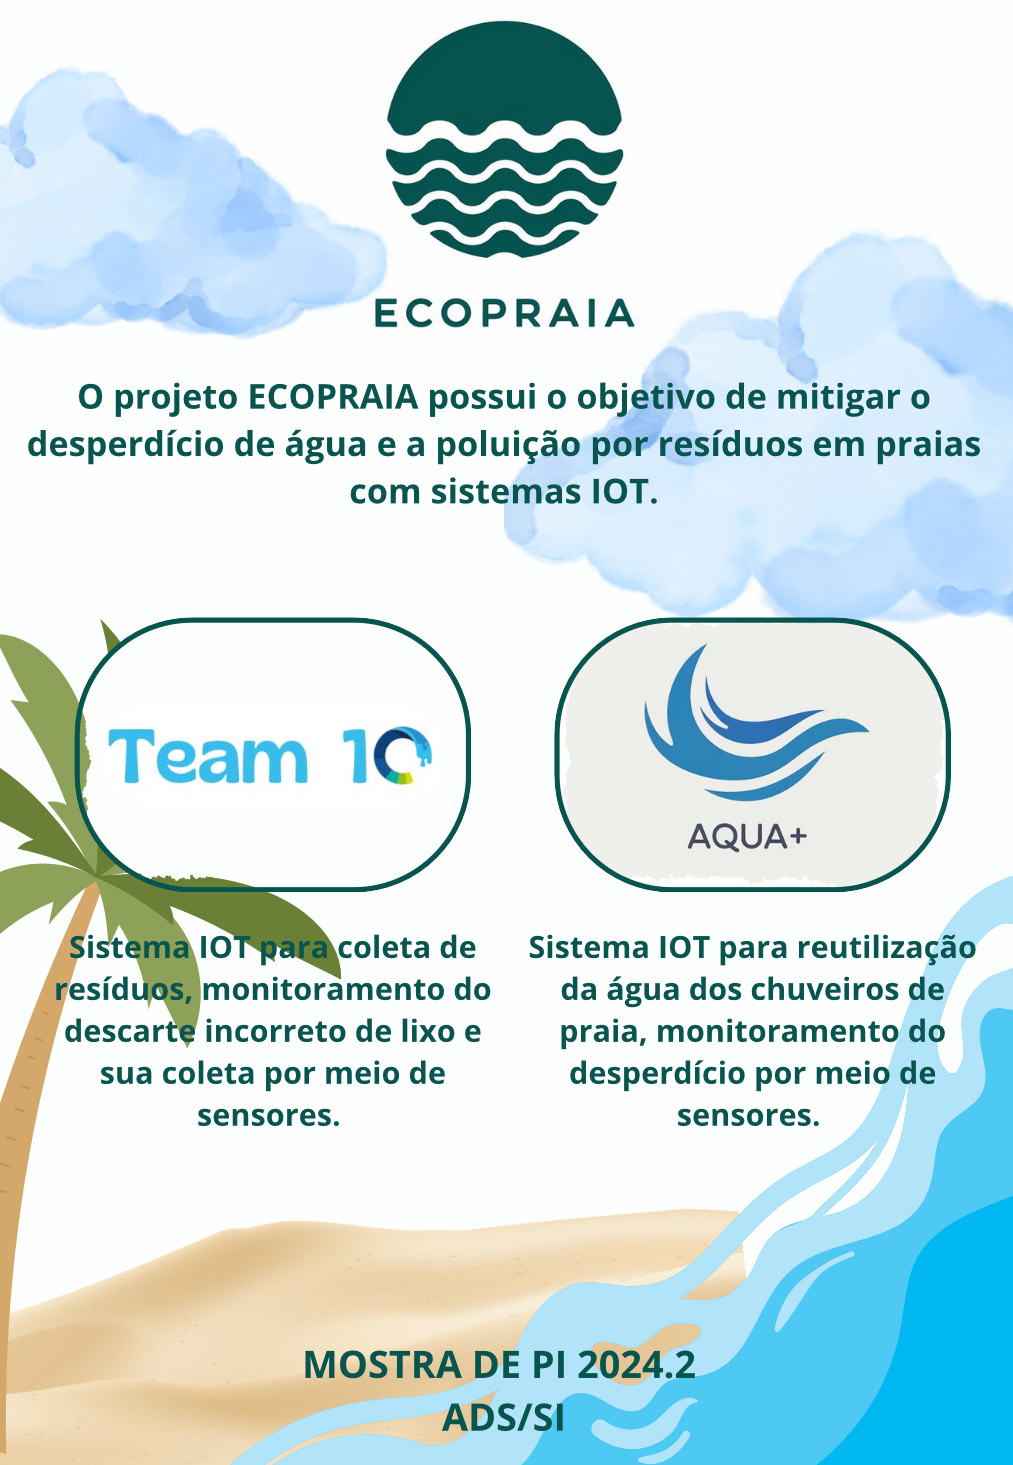 ECOPRAIA
O projeto ECOPRAIA possui o objetivo de mitigar o
desperdício de água e a poluição por resíduos em praias
com sistemas IOT.
Team 10
Sistema IOT para coleta de
resíduos, monitoramento do
descarte incorreto de lixo e
sua coleta por meio de
sensores.
AQUA+
Sistema IOT para reutilização
da água dos chuveiros de
praia, monitoramento do
desperdício por meio de
sensores.
MOSTRA DE PI 2024.2
ADS/SI